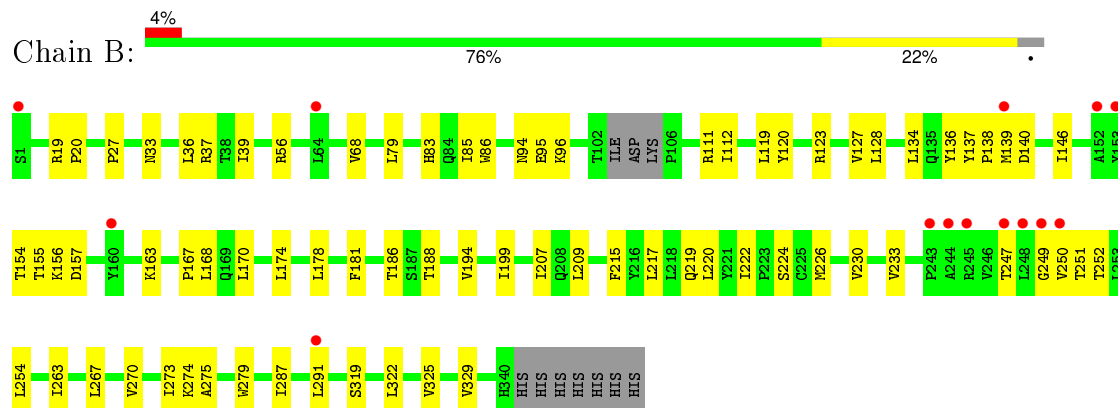 4%
Chain B:
76% 22% •
S1 R19 P20 P27 N33 L36 R37 T38 I39 R56 L64 V68 L79 H83 Q84 I85 W86 N94 E95 K96 T102 ILE ASP LYS P106 R111 I112 L119 Y120 R123 V127 L128 L134 Q135 Y136 Y137 P138 M139 D140 I146 A152 Y153
T154 T155 K156 D157 Y160 K163 P167 L168 Q169 L170 L174 L178 F181 T186 S187 T188 V194 I199 I207 Q208 L209 F215 Y216 L217 L218 Q219 L220 Y221 I222 P223 S224 C225 M226 V230 V233 P243 A244 R245 V246 T247 L248 G249 V250 T251 T252 L253
L254 I263 L267 V270 I273 K274 A275 W279 I287 L291 S319 L322 V325 V329 H340 HIS HIS HIS HIS HIS HIS HIS